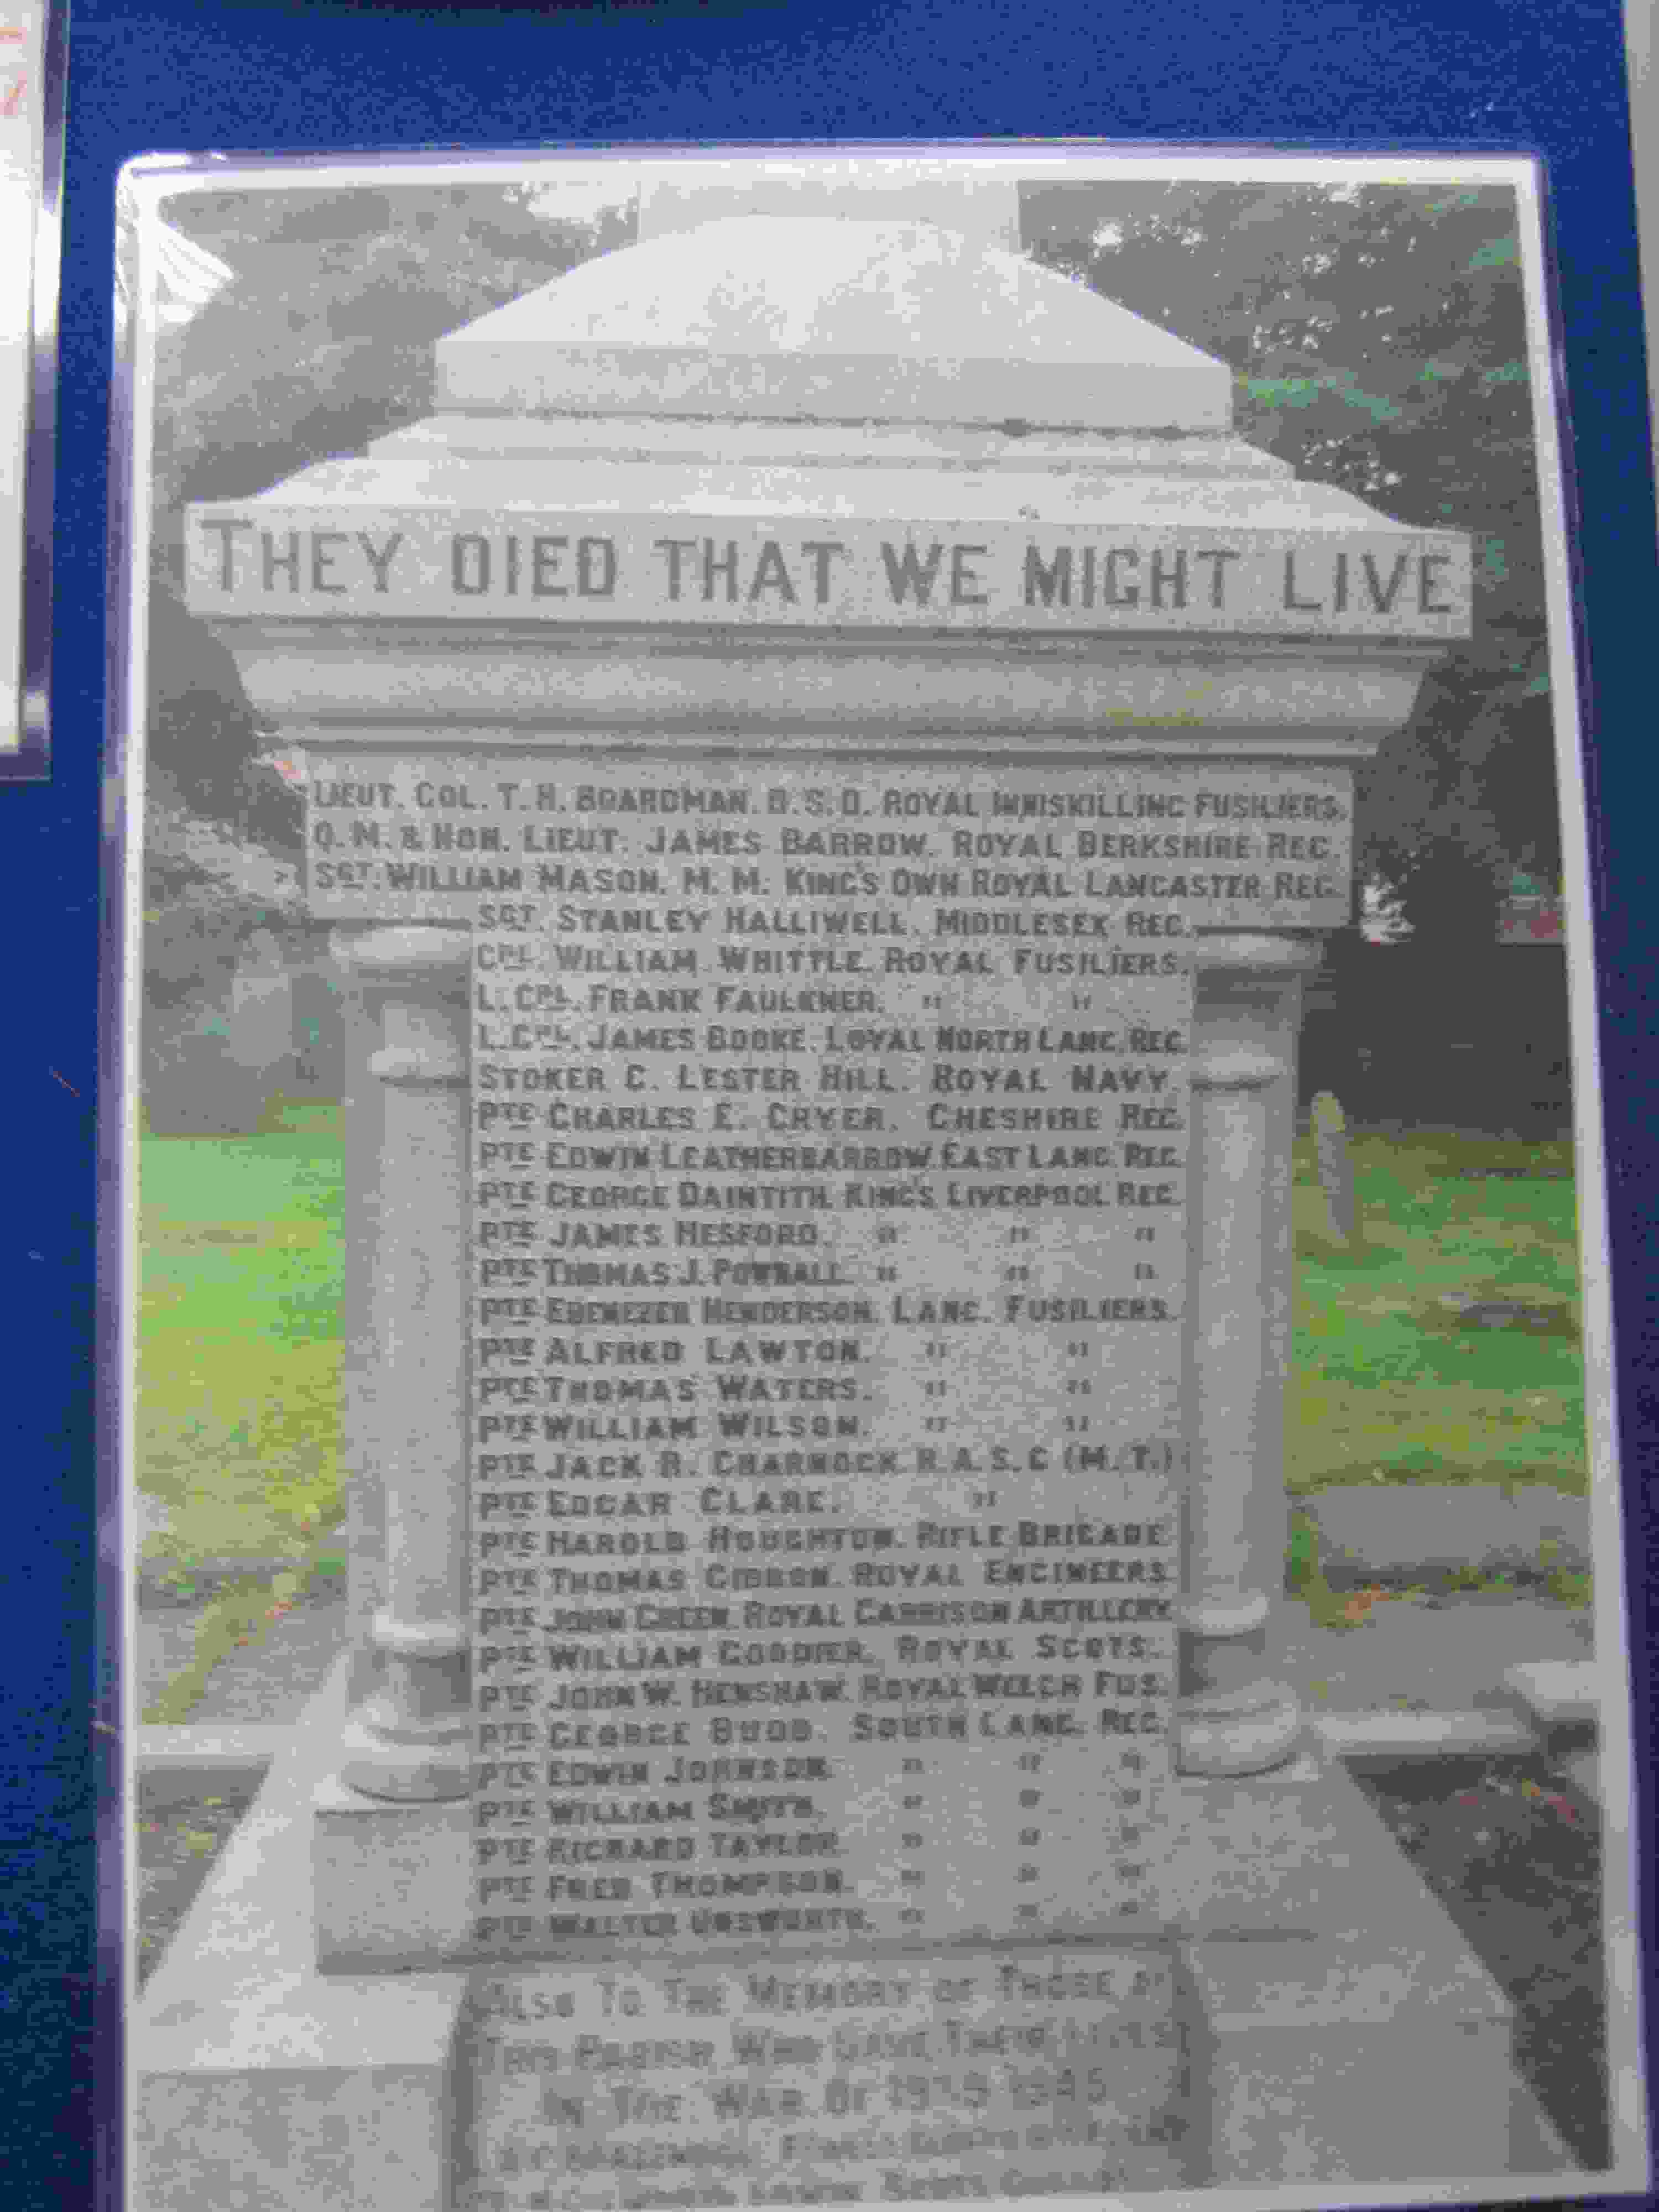 THEY DIED THAT WE MIGHT LIVE
LIEUT. COL. T. H. BOARDMAN. D.S.O. ROYAL INNISKILLING FUSILIERS.
Q.M. & HON. LIEUT. JAMES BARROW. ROYAL BERKSHIRE REG.
SGT. WILLIAM MASON. M.M. KING'S OWN ROYAL LANCASTER REG.
SGT. STANLEY HALLIWELL. MIDDLESEX REG.
CPL. WILLIAM WHITTLE. ROYAL FUSILIERS.
L. CPL. FRANK FAULKNER. " "
L. CPL. JAMES COOKE. LOYAL NORTH LANC. REG.
STOKER C. LESTER HILL. ROYAL NAVY.
PTE CHARLES E. CRYER. CHESHIRE REG.
PTE EDWIN LEATHERBARROW. EAST LANC. REG.
PTE GEORGE DAINTITH. KING'S LIVERPOOL REG.
PTE JAMES HESFORD. " " "
PTE THOMAS J. POWNALL. " " "
PTE EBENEZER HENDERSON. LANC. FUSILIERS.
PTE ALFRED LAWTON. " "
PTE THOMAS WATERS. " "
PTE WILLIAM WILSON. " "
PTE JACK R. CHARNOCK. R.A.S.C (M.T.)
PTE EDGAR CLARE. "
PTE HAROLD HOUGHTON. RIFLE BRIGADE
PTE THOMAS GIBBON. ROYAL ENGINEERS.
PTE JOHN GREEN. ROYAL GARRISON ARTILLERY.
PTE WILLIAM GOODIER. ROYAL SCOTS.
PTE JOHN W. HENSHAW. ROYAL WELCH FUS.
PTE GEORGE BUDD. SOUTH LANC. REG.
PTE EDWIN JOHNSON. " " "
PTE WILLIAM SMITH. " " "
PTE RICHARD TAYLOR. " " "
PTE FRED THOMPSON. " " "
PTE WALTER UNSWORTH. " " "
ALSO TO THE MEMORY OF THOSE OF
THIS PARISH WHO GAVE THEIR LIVES
IN THE WAR OF 1939-1945